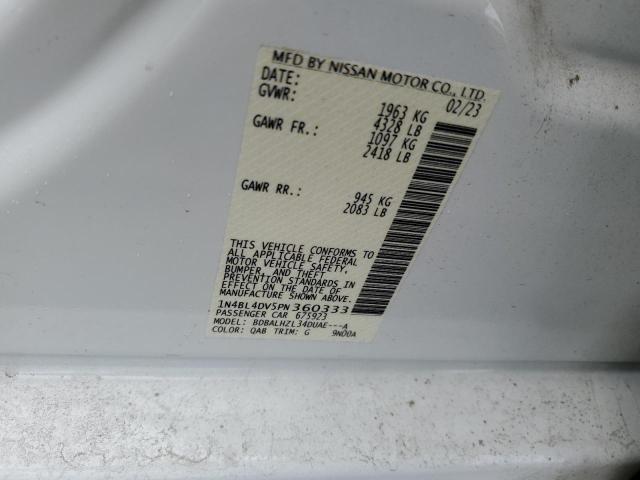 MFD BY NISSAN MOTOR CO., LTD.
DATE: 02/23
GVWR: 1963 KG
4328 LB
GAWR FR.: 1097 KG
2418 LB
GAWR RR.: 945 KG
2083 LB
THIS VEHICLE CONFORMS TO
ALL APPLICABLE FEDERAL
MOTOR VEHICLE SAFETY,
BUMPER, AND THEFT
PREVENTION STANDARDS IN
EFFECT ON THE DATE OF
MANUFACTURE SHOWN ABOVE.
1N4BL4DV5PN360333
PASSENGER CAR 675923
MODEL: BDBALHZL34DUAE---A
COLOR: QAB TRIM: G 9N00A